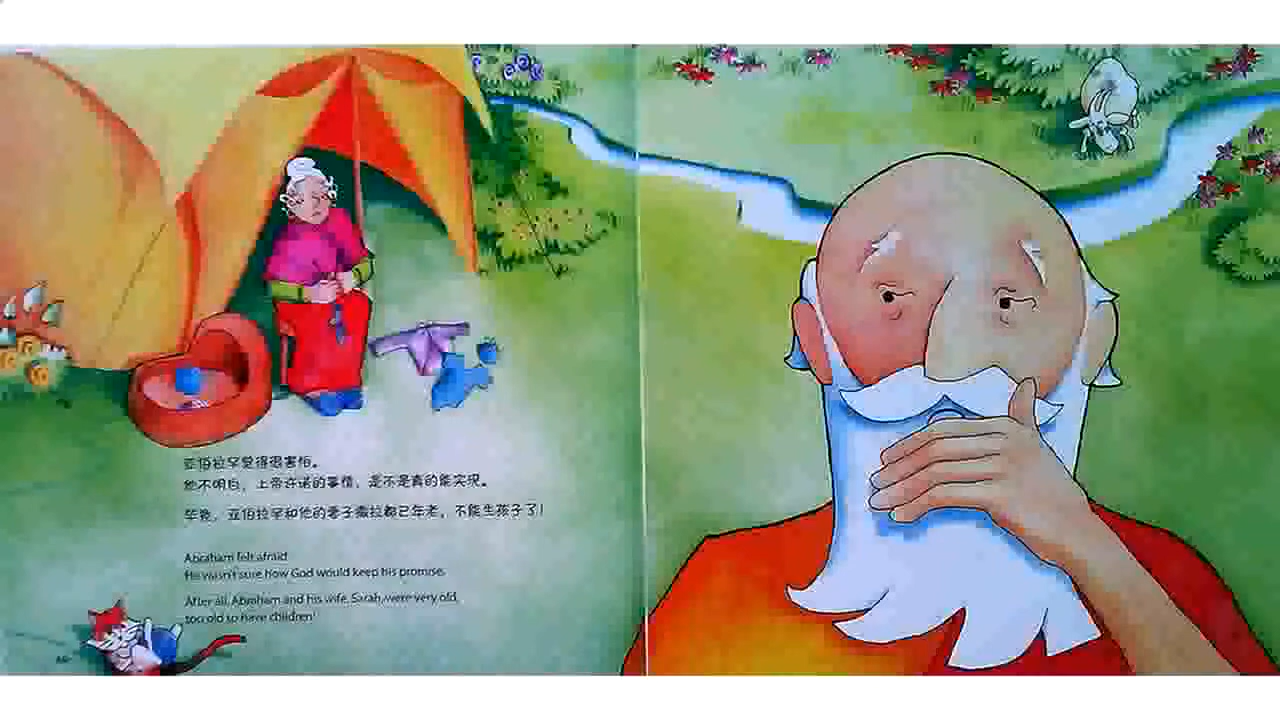 亚伯拉罕觉得很害怕。
他不明白，上帝许诺的事情，是不是真的能实现。
毕竟，亚伯拉罕和他的妻子撒拉都已年老，不能生孩子了！
Abraham felt afraid.
He wasn't sure how God would keep his promise.
After all, Abraham and his wife, Sarah, were very old,
too old to have children!